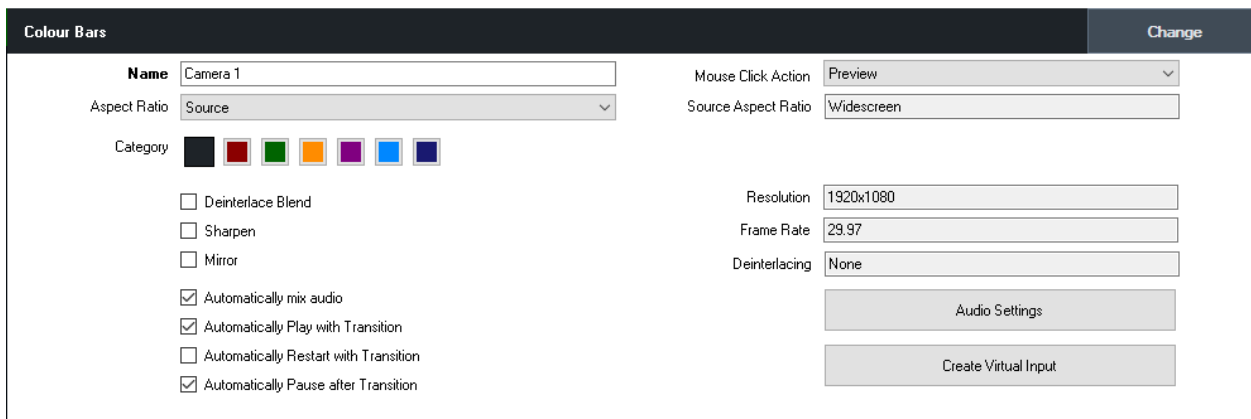 Colour Bars
Change
Name
Camera 1
Mouse Click Action
Preview
Aspect Ratio
Source
Source Aspect Ratio
Widescreen
Category
Deinterlace Blend
Resolution
1920x1080
Sharpen
Frame Rate
29.97
Mirror
Deinterlacing
None
Automatically mix audio
Audio Settings
Automatically Play with Transition
Automatically Restart with Transition
Create Virtual Input
Automatically Pause after Transition